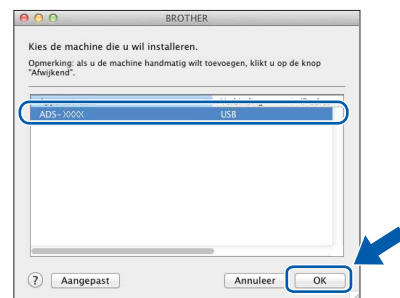 BROTHER
Kies de machine die u wil installeren.
Opmerking: als u de machine handmatig wilt toevoegen, klikt u op de knop
"Afwijkend".
ADS-XXXX USB
? Aangepast Annuleer OK